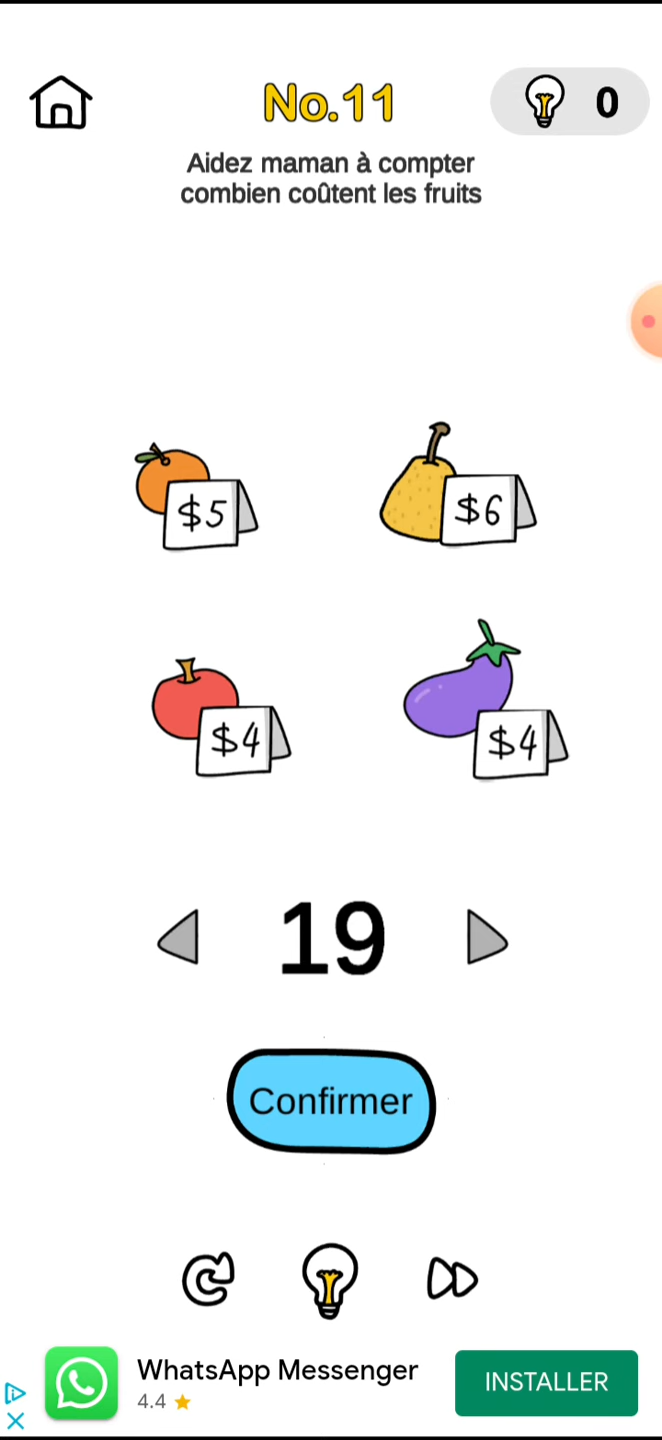 No.11
0
Aidez maman à compter
combien coûtent les fruits
$5
$6
$4
$4
19
Confirmer
WhatsApp Messenger
4.4
INSTALLER